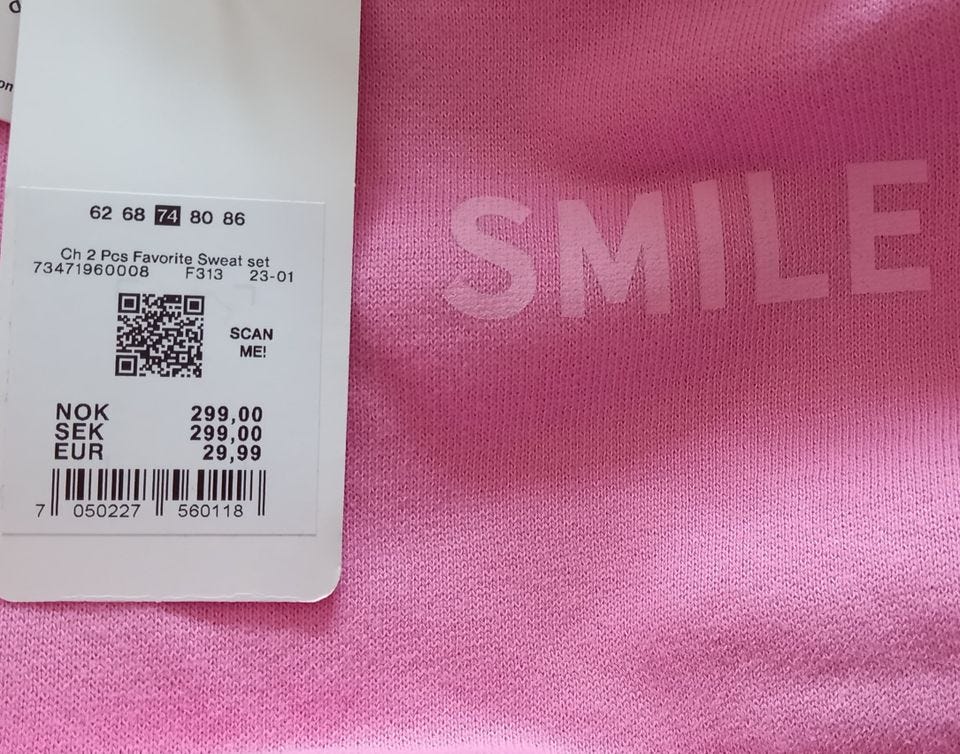 62 68 74 80 86
Ch 2 Pcs Favorite Sweat set
73471960008 F313 23-01
SCAN
ME!
NOK 299,00
SEK 299,00
EUR 29,99
7 050227 560118
SMILE